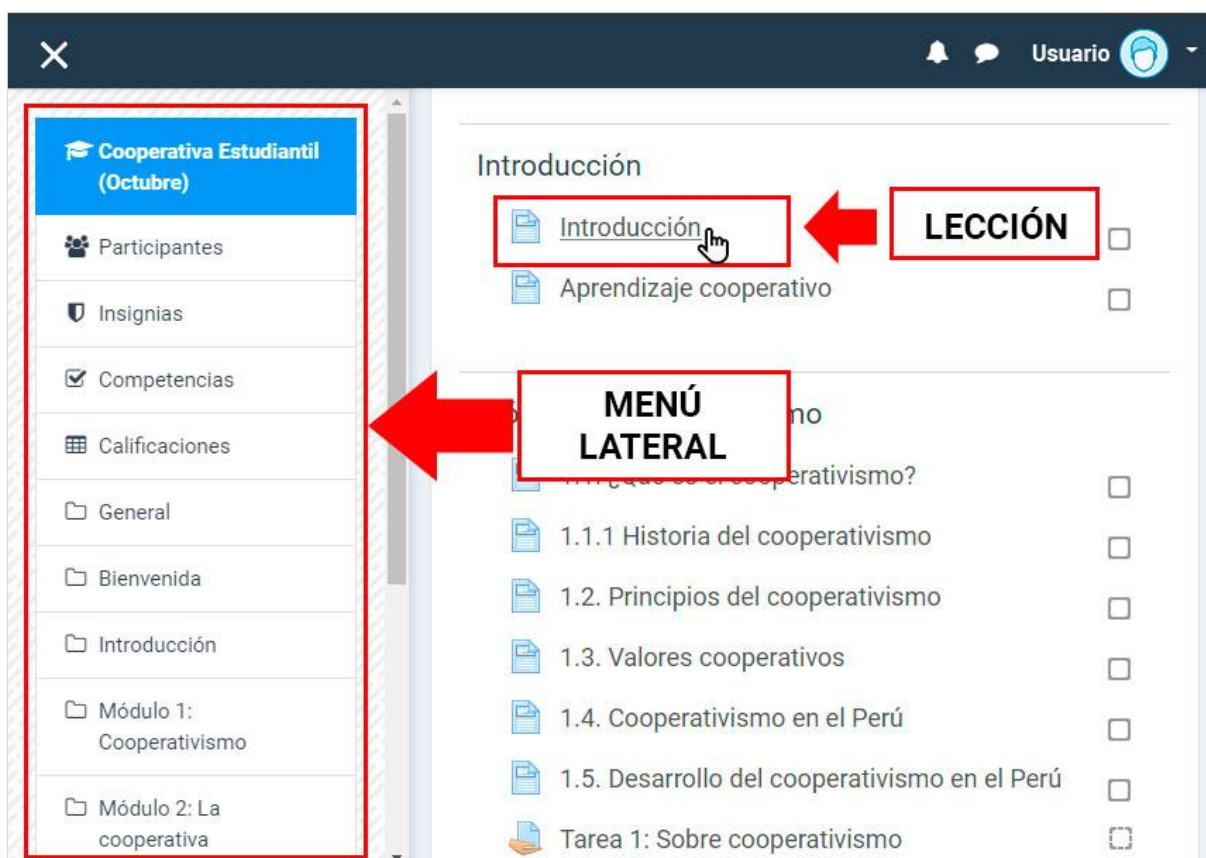 Usuario
Cooperativa Estudiantil
(Octubre)
Participantes
Insignias
Competencias
Calificaciones
General
Bienvenida
Introducción
Módulo 1:
Cooperativismo
Módulo 2: La
cooperativa
Introducción
Introducción
LECCIÓN
Aprendizaje cooperativo
MENÚ
LATERAL
cooperativismo?
1.1.1 Historia del cooperativismo
1.2. Principios del cooperativismo
1.3. Valores cooperativos
1.4. Cooperativismo en el Perú
1.5. Desarrollo del cooperativismo en el Perú
Tarea 1: Sobre cooperativismo